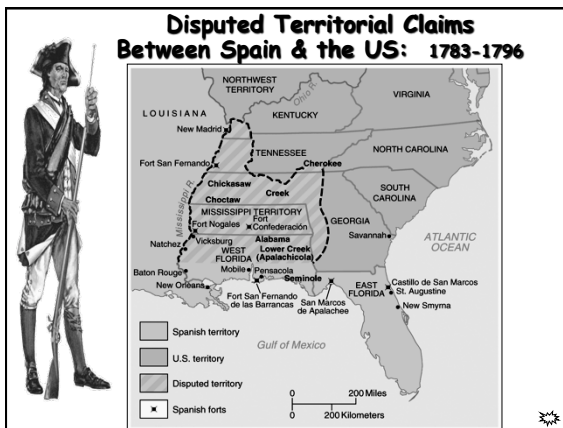 Disputed Territorial Claims
Between Spain & the US: 1783-1796
NORTHWEST
TERRITORY
Ohio R.
VIRGINIA
LOUISIANA
KENTUCKY
New Madrid
NORTH CAROLINA
TENNESSEE
Fort San Fernando
Cherokee
Chickasaw
Creek
SOUTH
CAROLINA
Choctaw
Mississippi R.
MISSISSIPPI TERRITORY
Fort Nogales
Fort
Confederación
GEORGIA
Savannah
ATLANTIC
OCEAN
Natchez
Vicksburg
Alabama
WEST
FLORIDA
Lower Creek
(Apalachicola)
Baton Rouge
Mobile
Pensacola
Seminole
New Orleans
EAST
FLORIDA
Castillo de San Marcos
St. Augustine
New Smyrna
Fort San Fernando
de las Barrancas
San Marcos
de Apalachee
Gulf of Mexico
Spanish territory
U.S. territory
Disputed territory
Spanish forts
0 200 Miles
0 200 Kilometers